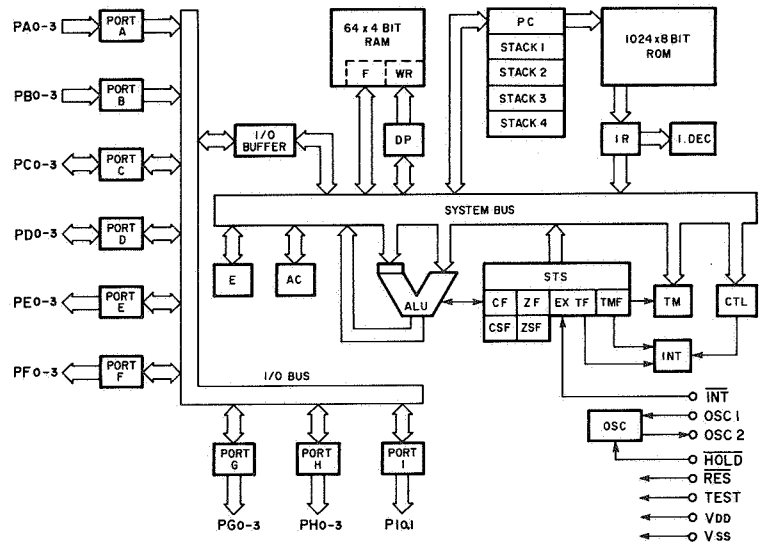 PA0-3
PORT
A
PB0-3
PORT
B
PC0-3
PORT
C
PD0-3
PORT
D
PE0-3
PORT
E
PF0-3
PORT
F
I/O
BUFFER
64 x 4 BIT
RAM
F
WR
DP
PC
STACK 1
STACK 2
STACK 3
STACK 4
1024x8 BIT
ROM
IR
I.DEC
SYSTEM BUS
E
AC
ALU
STS
CF
ZF
EX TF
TMF
CSF
ZSF
TM
CTL
INT
I/O BUS
PORT
G
PORT
H
PORT
I
PG0-3
PH0-3
PI0,1
OSC
INT
OSC 1
OSC 2
HOLD
RES
TEST
VDD
VSS